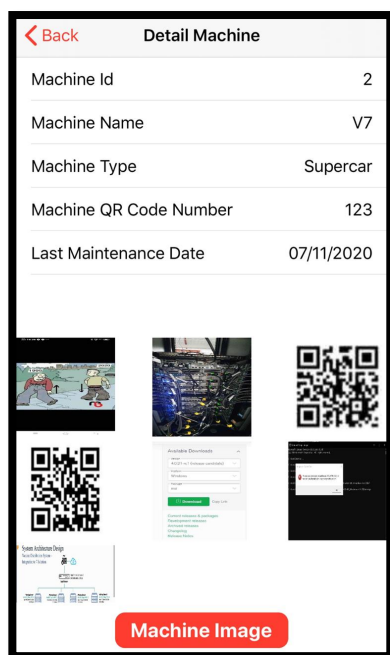 Back Detail Machine
Machine Id 2
Machine Name V7
Machine Type Supercar
Machine QR Code Number 123
Last Maintenance Date 07/11/2020
Available Downloads
Windows
Download
System Architecture Design
Machine Image